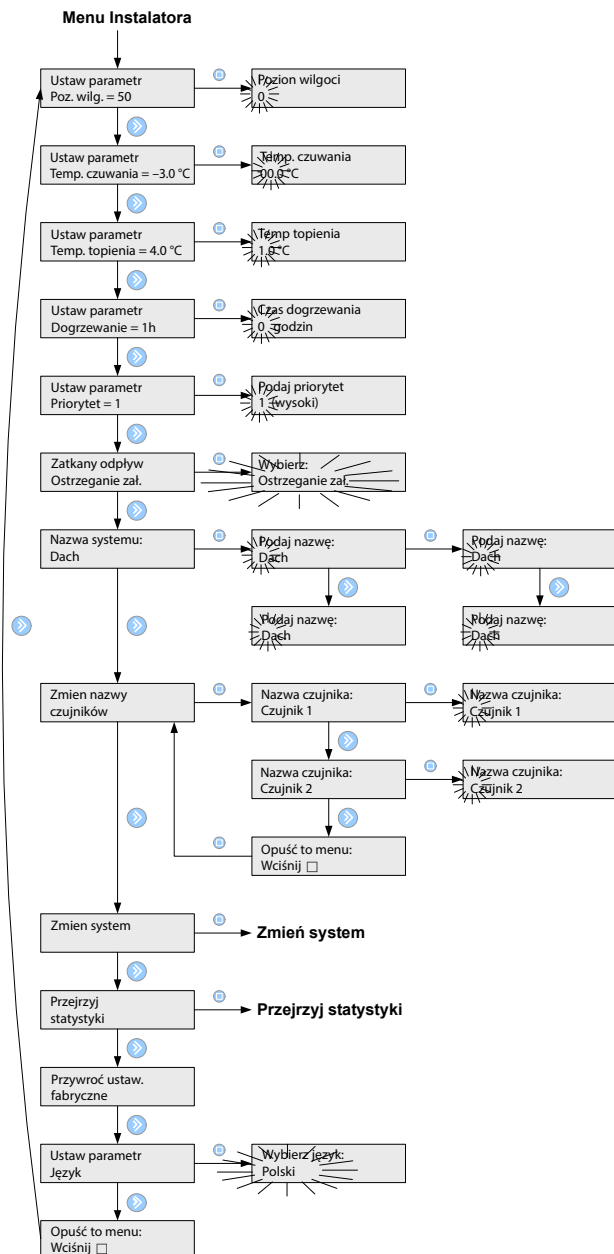 Menu Instalatora
Ustaw parametr
Poz. wilg. = 50
Pozion wilgoci
0
Ustaw parametr
Temp. czuwania = –3.0 °C
Temp. czuwania
00.0 °C
Ustaw parametr
Temp. topienia = 4.0 °C
Temp topienia
1.0 °C
Ustaw parametr
Dogrzewanie = 1h
Czas dogrzewania
0 godzin
Ustaw parametr
Priorytet = 1
Podaj priorytet
1 (wysoki)
Zatkany odpływ
Ostrzeganie zał.
Wybierz:
Ostrzeganie zał.
Nazwa systemu:
Dach
Podaj nazwę:
Dach
Podaj nazwę:
Dach
Podaj nazwę:
Dach
Podaj nazwę:
Dach
Zmien nazwy
czujników
Nazwa czujnika:
Czujnik 1
Nazwa czujnika:
Czujnik 1
Nazwa czujnika:
Czujnik 2
Nazwa czujnika:
Czujnik 2
Opuść to menu:
Wciśnij □
Zmien system
Zmień system
Przejrzyj
statystyki
Przejrzyj statystyki
Przywroć ustaw.
fabryczne
Ustaw parametr
Język
Wybierz język:
Polski
Opuść to menu:
Wciśnij □